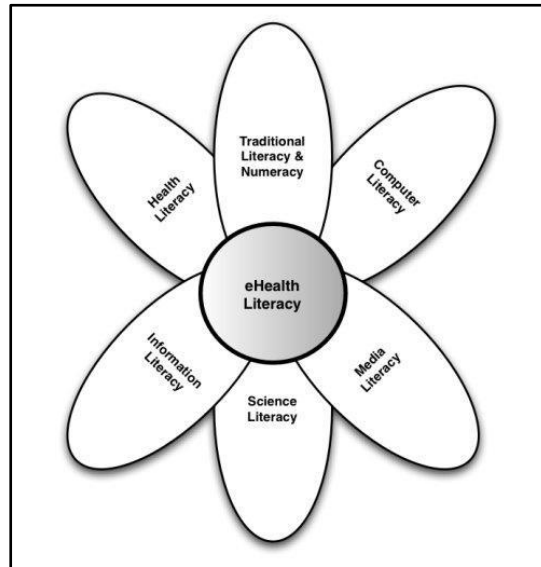 Traditional
Literacy &
Numeracy
Health
Literacy
Computer
Literacy
eHealth
Literacy
Information
Literacy
Media
Literacy
Science
Literacy